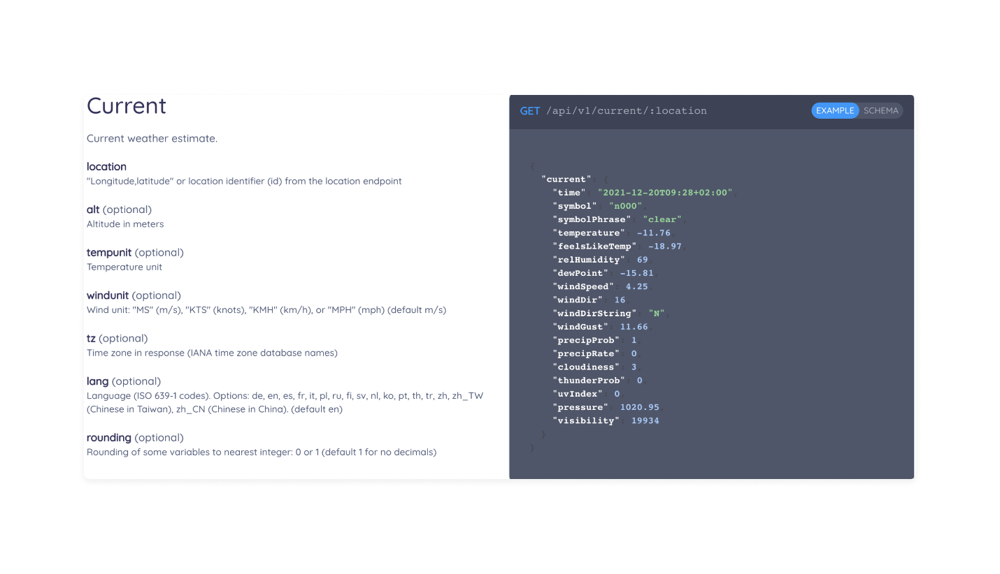 Current
Current weather estimate.
location
"Longitude,latitude" or location identifier (id) from the location endpoint
alt (optional)
Altitude in meters
tempunit (optional)
Temperature unit
windunit (optional)
Wind unit: "MS" (m/s), "KTS" (knots), "KMH" (km/h), or "MPH" (mph) (default m/s)
tz (optional)
Time zone in response (IANA time zone database names)
lang (optional)
Language (ISO 639-1 codes). Options: de, en, es, fr, it, pl, ru, fi, sv, nl, ko, pt, th, tr, zh, zh_TW
(Chinese in Taiwan), zh_CN (Chinese in China). (default en)
rounding (optional)
Rounding of some variables to nearest integer: 0 or 1 (default 1 for no decimals)
GET /api/v1/current/:location
EXAMPLE SCHEMA
{
"current": {
"time": "2021-12-20T09:28+02:00",
"symbol": "n000",
"symbolPhrase": "clear",
"temperature": -11.76,
"feelsLikeTemp": -18.97,
"relHumidity": 69,
"dewPoint": -15.81,
"windSpeed": 4.25,
"windDir": 16,
"windDirString": "N",
"windGust": 11.66,
"precipProb": 1,
"precipRate": 0,
"cloudiness": 3,
"thunderProb": 0,
"uvIndex": 0,
"pressure": 1020.95,
"visibility": 19934
}
}